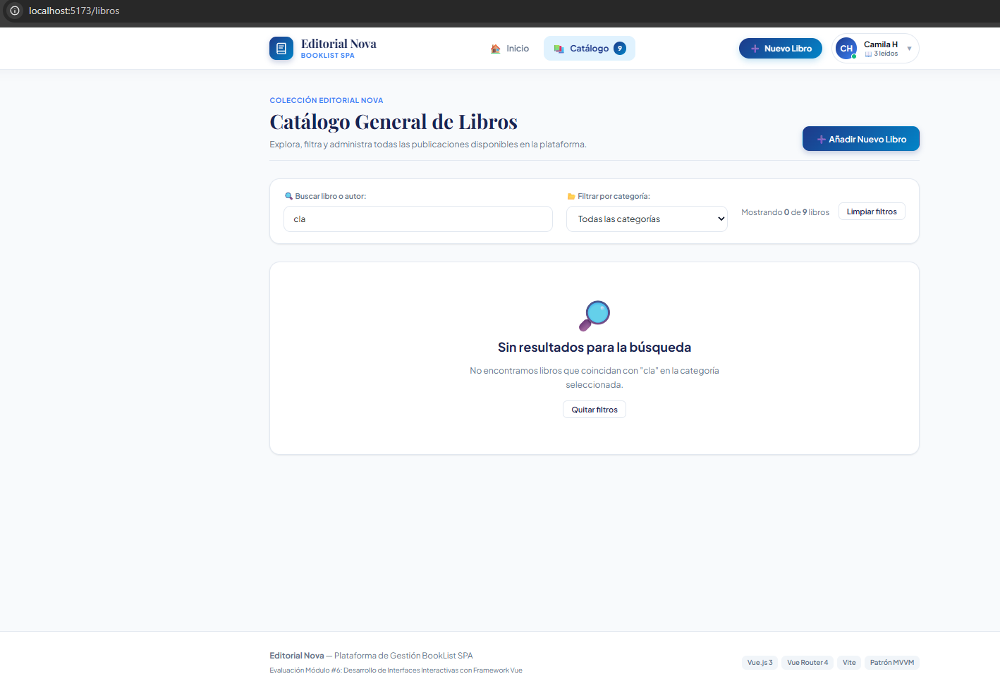 localhost:5173/libros
Editorial Nova
BOOKLIST SPA
Inicio
Catálogo 9
Nuevo Libro
CH
Camila H
3 leídos
COLECCIÓN EDITORIAL NOVA
Catálogo General de Libros
Explora, filtra y administra todas las publicaciones disponibles en la plataforma.
Añadir Nuevo Libro
Buscar libro o autor:
cla
Filtrar por categoría:
Todas las categorías
Mostrando 0 de 9 libros
Limpiar filtros
Sin resultados para la búsqueda
No encontramos libros que coincidan con "cla" en la categoría
seleccionada.
Quitar filtros
Editorial Nova — Plataforma de Gestión BookList SPA
Evaluación Módulo #6: Desarrollo de Interfaces Interactivas con Framework Vue
Vue.js 3
Vue Router 4
Vite
Patrón MVVM